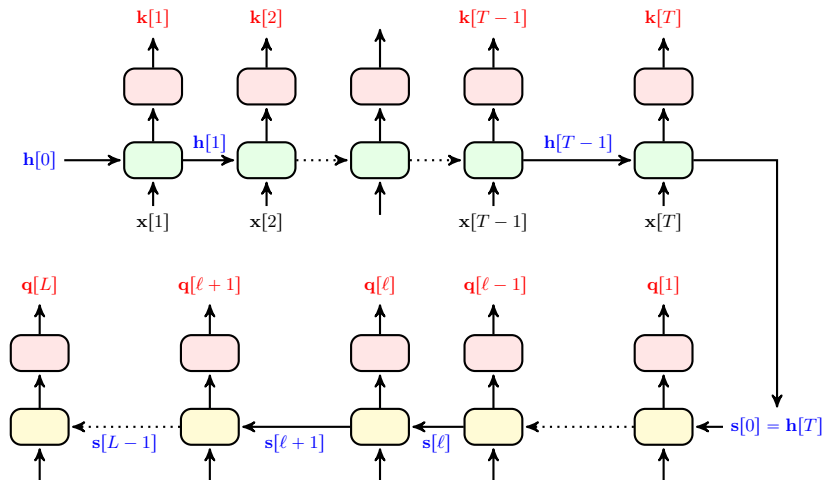 k[1] k[2] k[T − 1] k[T]
h[0] h[1] h[T − 1]
x[1] x[2] x[T − 1] x[T]
q[L] q[ℓ + 1] q[ℓ] q[ℓ − 1] q[1]
s[L − 1] s[ℓ + 1] s[ℓ] s[0] = h[T]